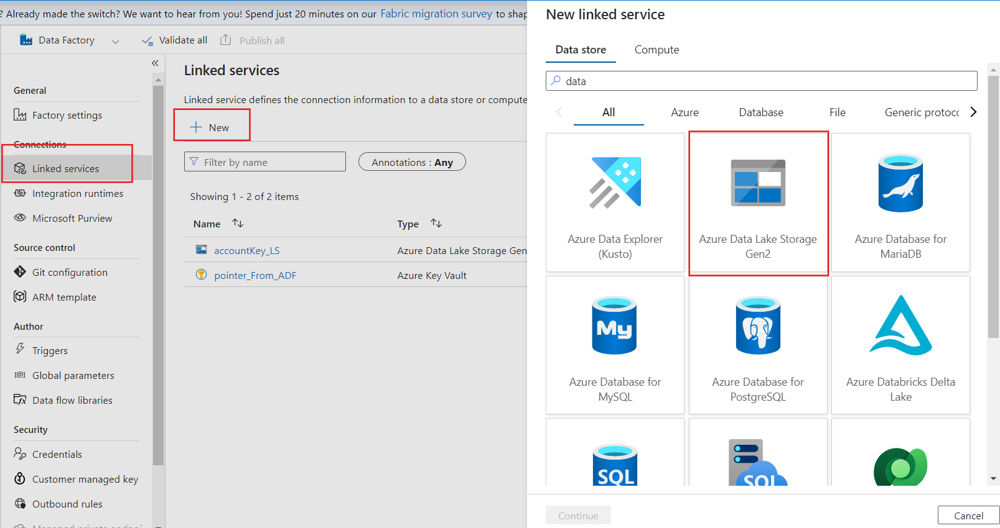 ? Already made the switch? We want to hear from you! Spend just 20 minutes on our Fabric migration survey to shap
Data Factory
Validate all
Publish all
General
Factory settings
Connections
Linked services
Integration runtimes
Microsoft Purview
Source control
Git configuration
ARM template
Author
Triggers
Global parameters
Data flow libraries
Security
Credentials
Customer managed key
Outbound rules
Linked services
Linked service defines the connection information to a data store or compute
New
Filter by name
Annotations : Any
Showing 1 - 2 of 2 items
Name
Type
accountKey_LS
Azure Data Lake Storage Gen
pointer_From_ADF
Azure Key Vault
New linked service
Data store
Compute
data
All
Azure
Database
File
Generic protoc
Azure Data Explorer
(Kusto)
Azure Data Lake Storage
Gen2
Azure Database for
MariaDB
My
Azure Database for
MySQL
Azure Database for
PostgreSQL
Azure Databricks Delta
Lake
SQL
SQL
Continue
Cancel